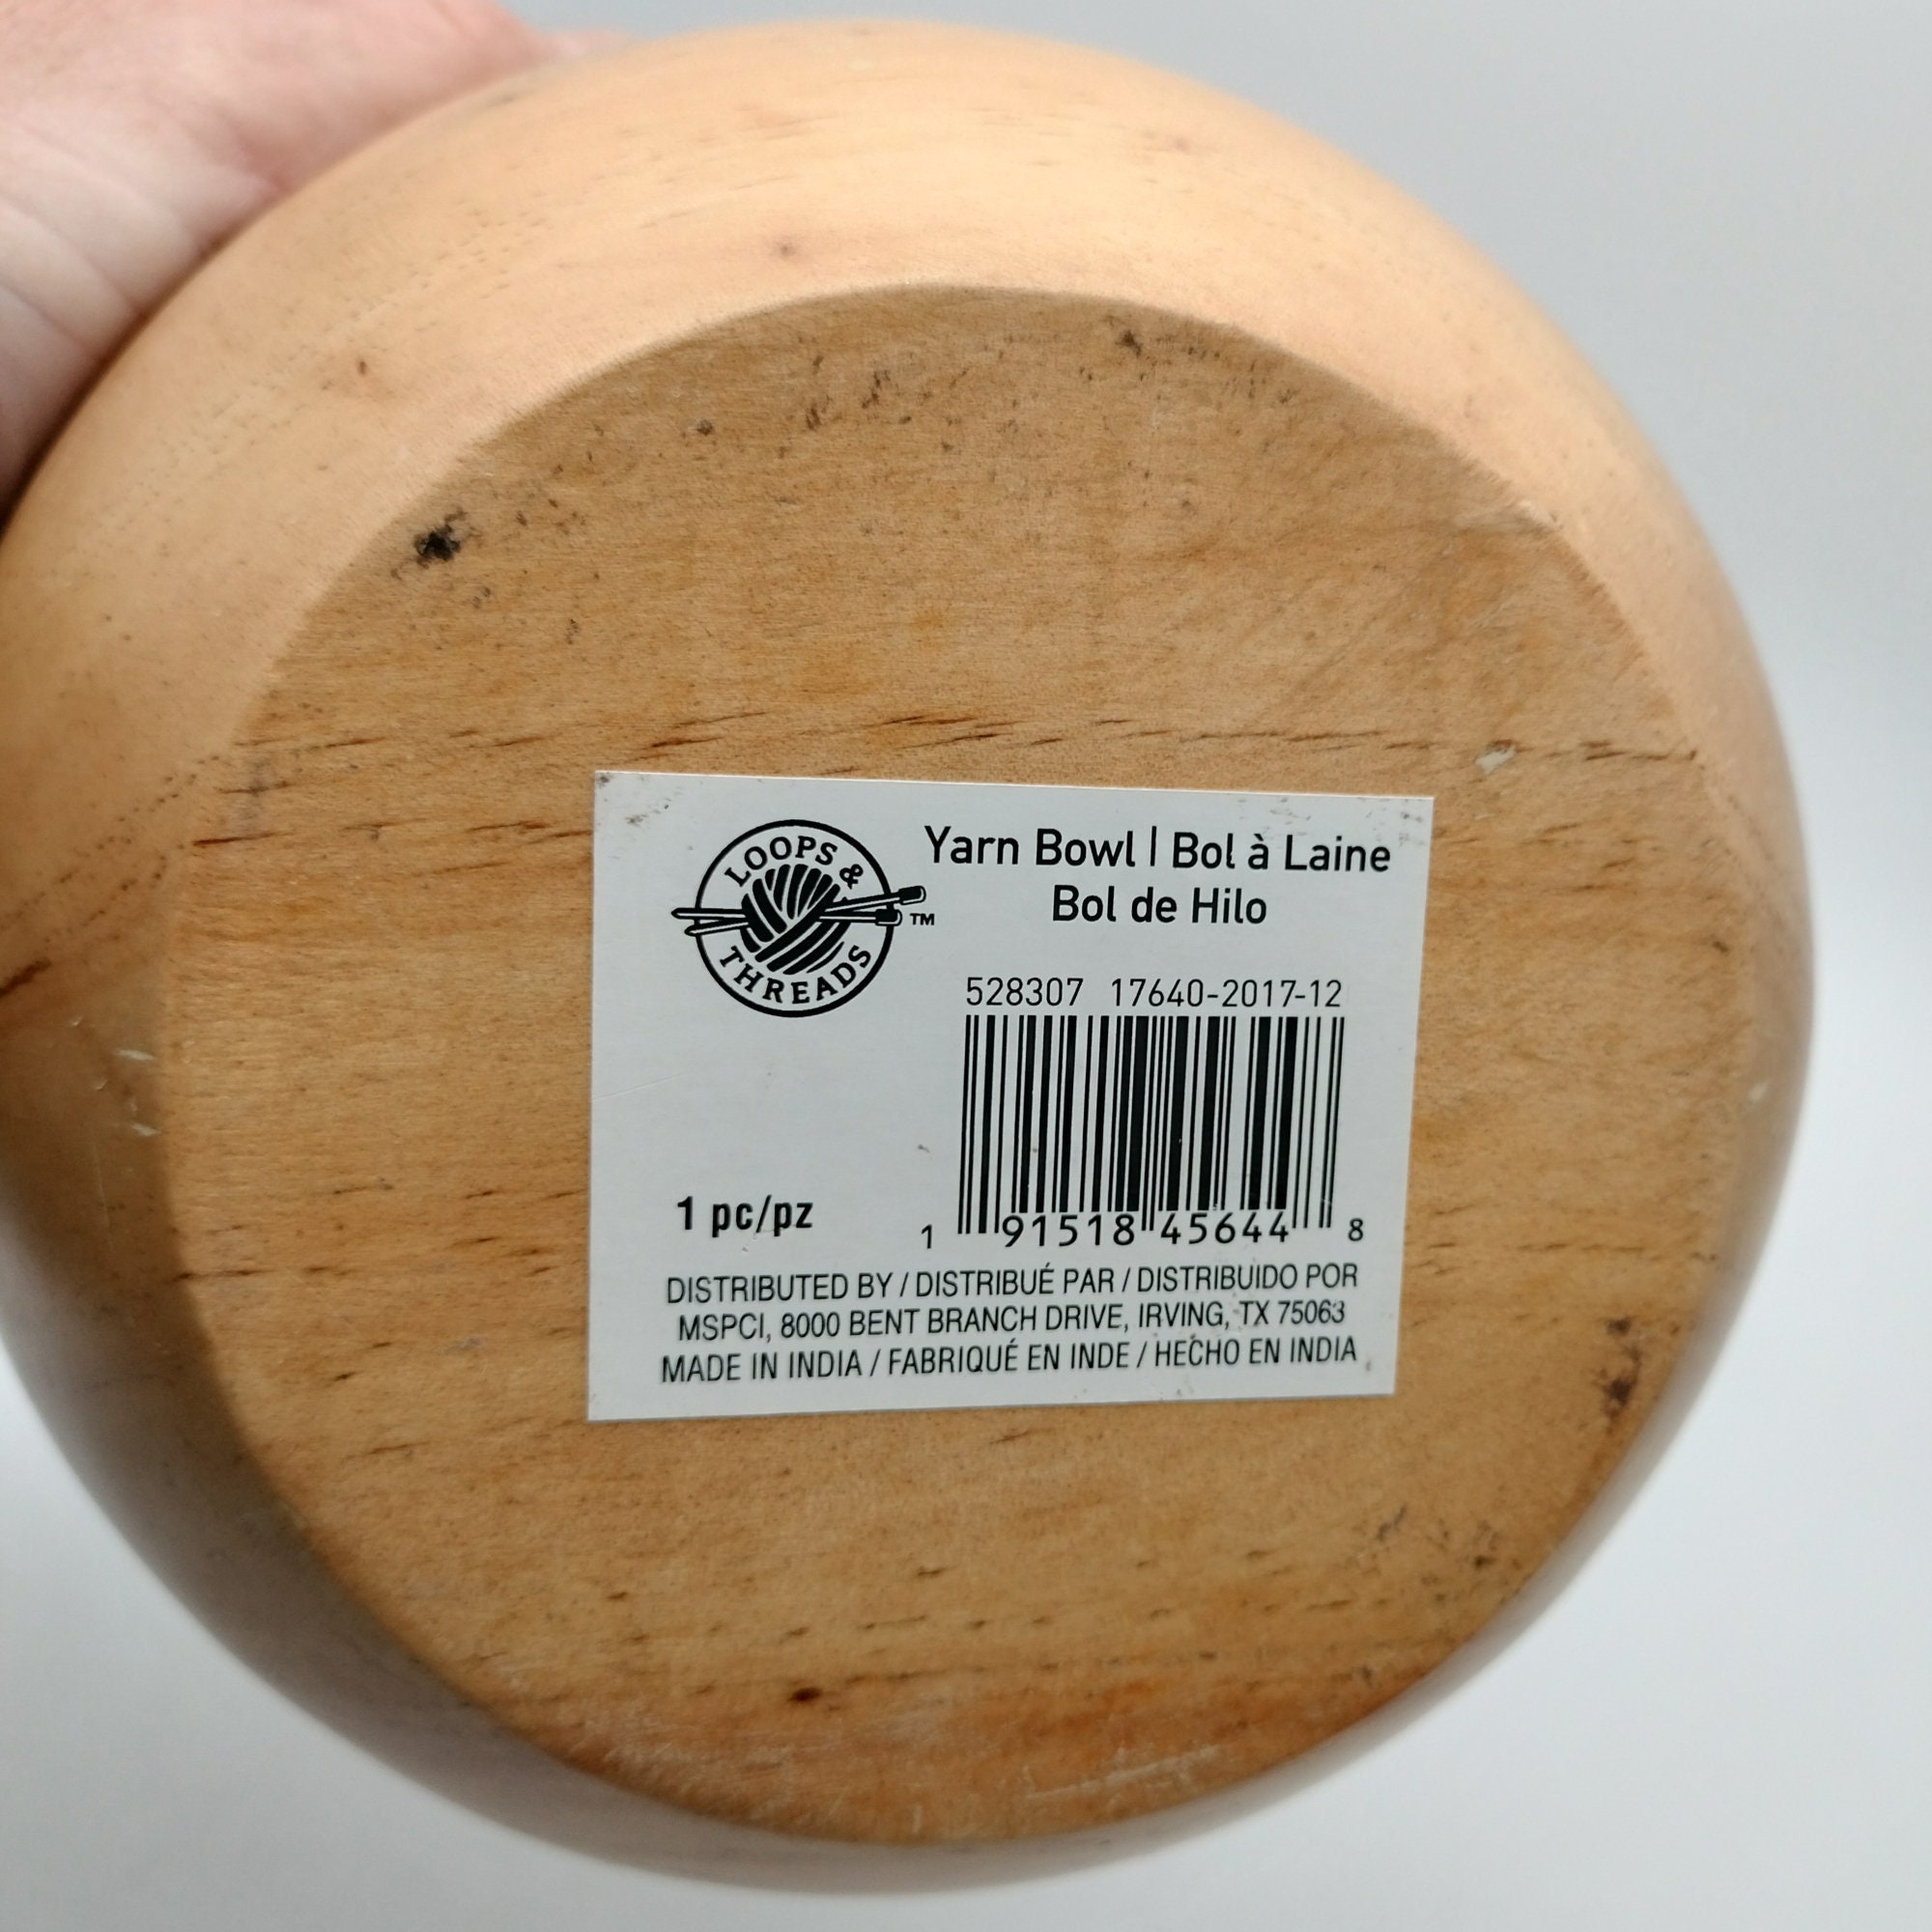 LOOPS &
THREADS
TM
Yarn Bowl | Bol à Laine
Bol de Hilo
528307 17640-2017-12
1 91518 45644 8
1 pc/pz
DISTRIBUTED BY / DISTRIBUÉ PAR / DISTRIBUIDO POR
MSPCI, 8000 BENT BRANCH DRIVE, IRVING, TX 75063
MADE IN INDIA / FABRIQUÉ EN INDE / HECHO EN INDIA